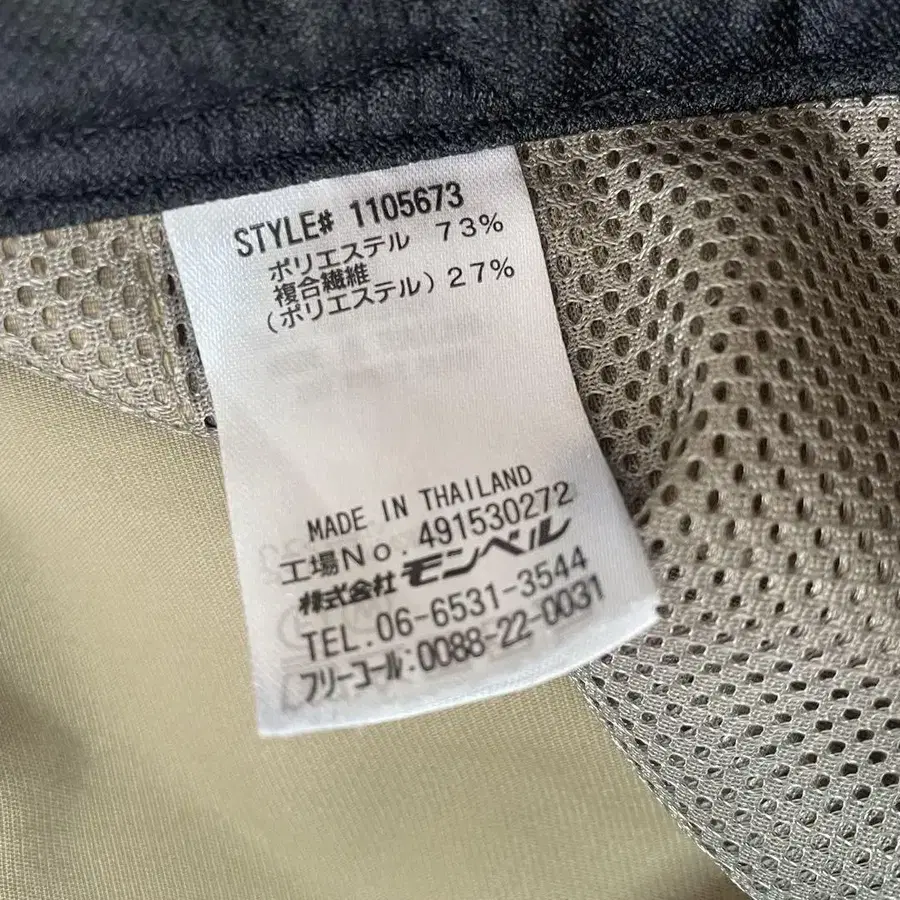 STYLE# 1105673
ポリエステル 73%
複合繊維
(ポリエステル) 27%
MADE IN THAILAND
工場No. 491530272
株式会社 モンベル
TEL. 06-6531-3544
フリーコール: 0088-22-0031